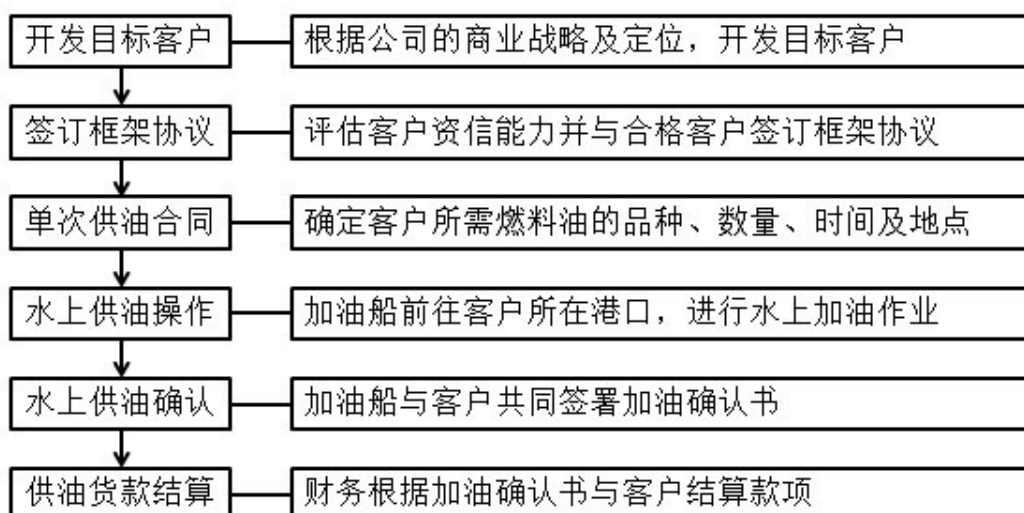 开发目标客户
根据公司的商业战略及定位，开发目标客户
签订框架协议
评估客户资信能力并与合格客户签订框架协议
单次供油合同
确定客户所需燃料油的品种、数量、时间及地点
水上供油操作
加油船前往客户所在港口，进行水上加油作业
水上供油确认
加油船与客户共同签署加油确认书
供油货款结算
财务根据加油确认书与客户结算款项